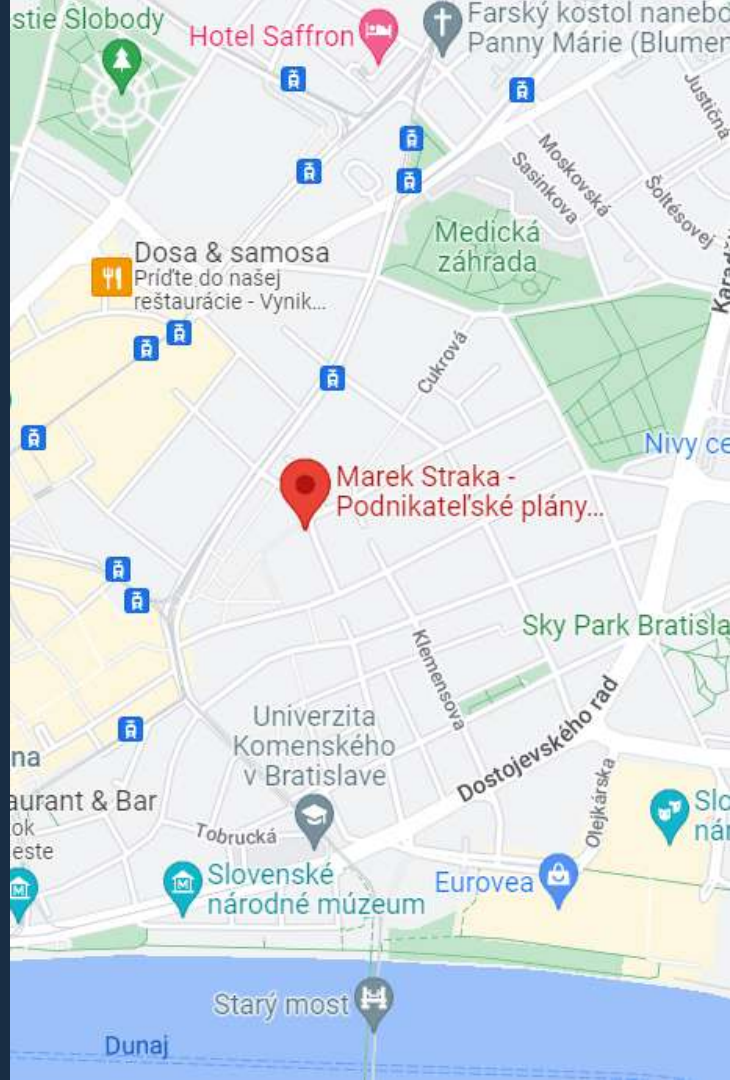 stie Slobody
Hotel Saffron
Farský kostol nanebo
Panny Márie (Blumen
Justičná
Moskovská
Sasinkova
Šoltésovej
Medická
záhrada
Dosa & samosa
Príďte do našej
reštaurácie - Vynik...
Karadž
Cukrová
Nivy ce
Marek Straka -
Podnikateľské plány...
Sky Park Bratisla
Klemensova
Univerzita
Komenského
v Bratislave
Dostojevského rad
na
aurant & Bar
ok
este
Tobrucká
Olejkárska
Slo
nár
Slovenské
národné múzeum
Eurovea
Starý most
Dunaj